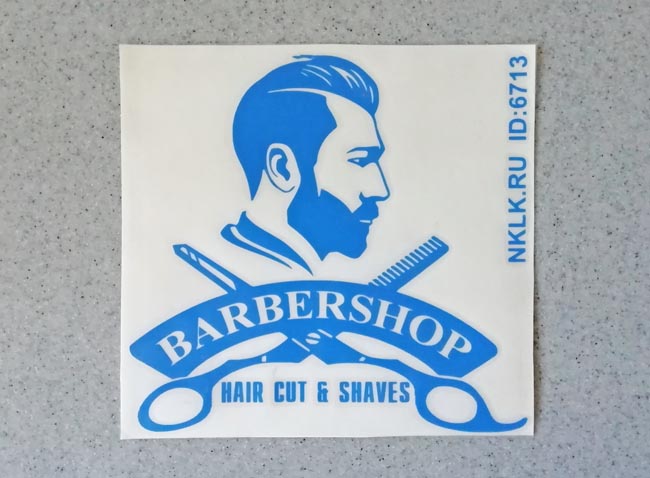 BARBERSHOP
HAIR CUT & SHAVES
NKLK.RU ID:6713